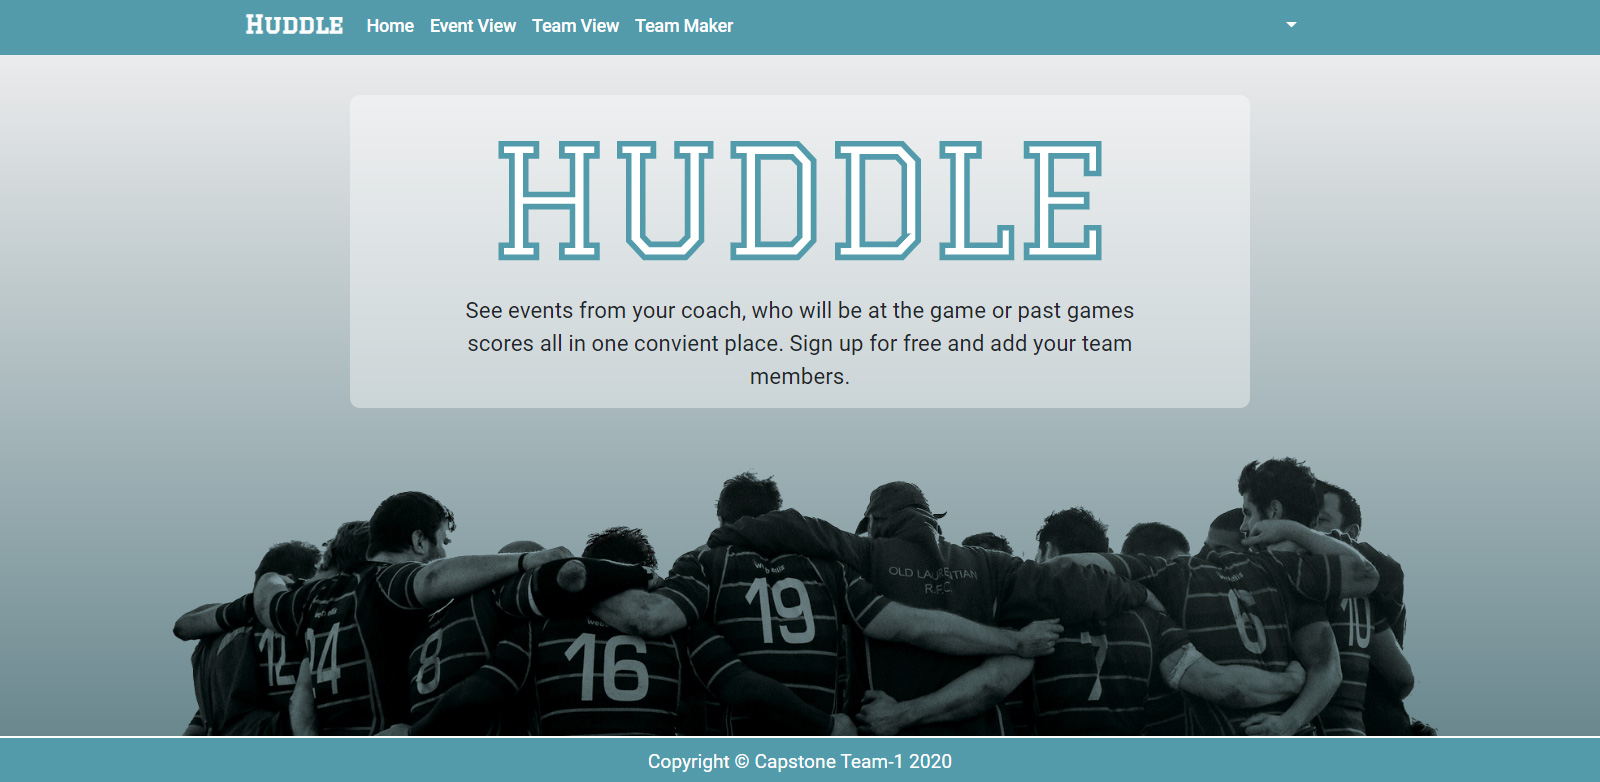 HUDDLE Home Event View Team View Team Maker
HUDDLE
See events from your coach, who will be at the game or past games
scores all in one convient place. Sign up for free and add your team
members.
OLD LAURENTIAN
R.F.C.
19
12
14
8
16
7
6
10
Copyright © Capstone Team-1 2020